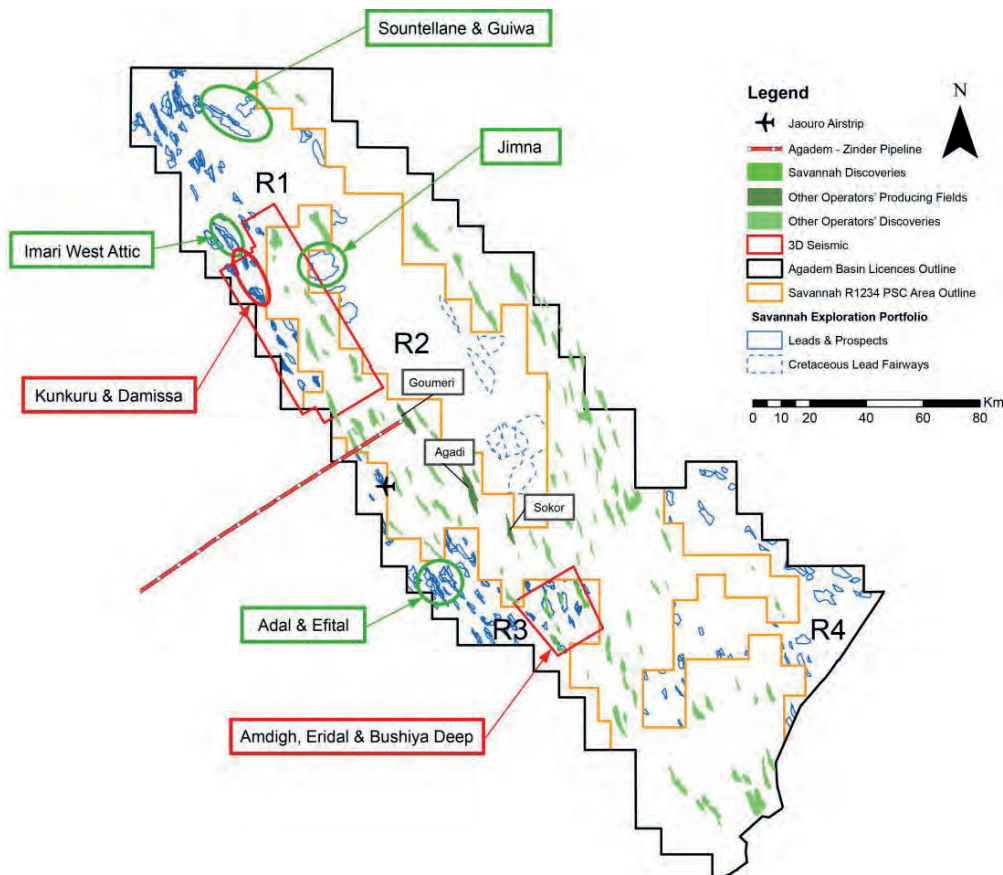 Sountellane & Guiwa
Jimna
R1
Imari West Attic
R2
Kunkuru & Damissa
Goumeri
Agadi
Sokor
Adal & Efital
R3
R4
Amdigh, Eridal & Bushiya Deep
Legend
N
Jaouro Airstrip
Agadem - Zinder Pipeline
Savannah Discoveries
Other Operators' Producing Fields
Other Operators' Discoveries
3D Seismic
Agadem Basin Licences Outline
Savannah R1234 PSC Area Outline
Savannah Exploration Portfolio
Leads & Prospects
Cretaceous Lead Fairways
Km
0 10 20 40 60 80